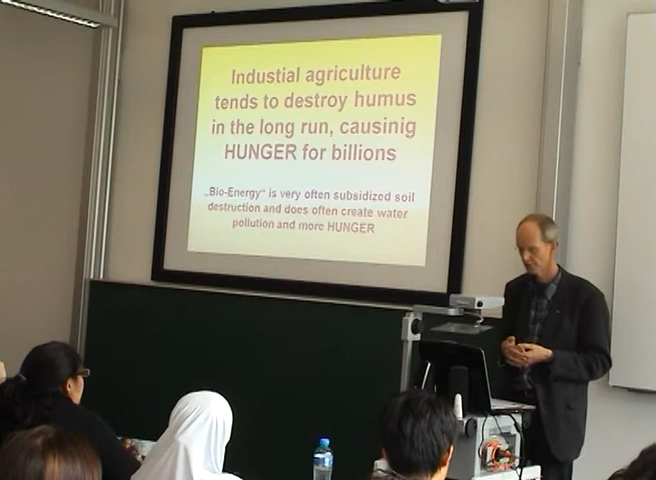 Industial agriculture
tends to destroy humus
in the long run, causinig
HUNGER for billions
„Bio-Energy“ is very often subsidized soil
destruction and does often create water
pollution and more HUNGER